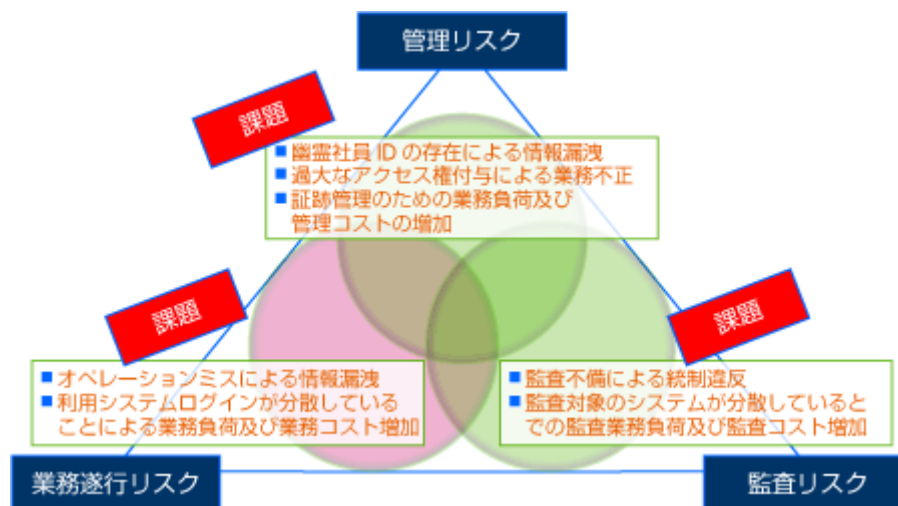 管理リスク
課題
■ 幽霊社員 ID の存在による情報漏洩
■ 過大なアクセス権付与による業務不正
■ 証跡管理のための業務負荷及び
管理コストの増加
課題
■ オペレーションミスによる情報漏洩
■ 利用システムログインが分散している
ことによる業務負荷及び業務コスト増加
課題
■ 監査不備による統制違反
■ 監査対象のシステムが分散していると
での監査業務負荷及び監査コスト増加
業務遂行リスク
監査リスク